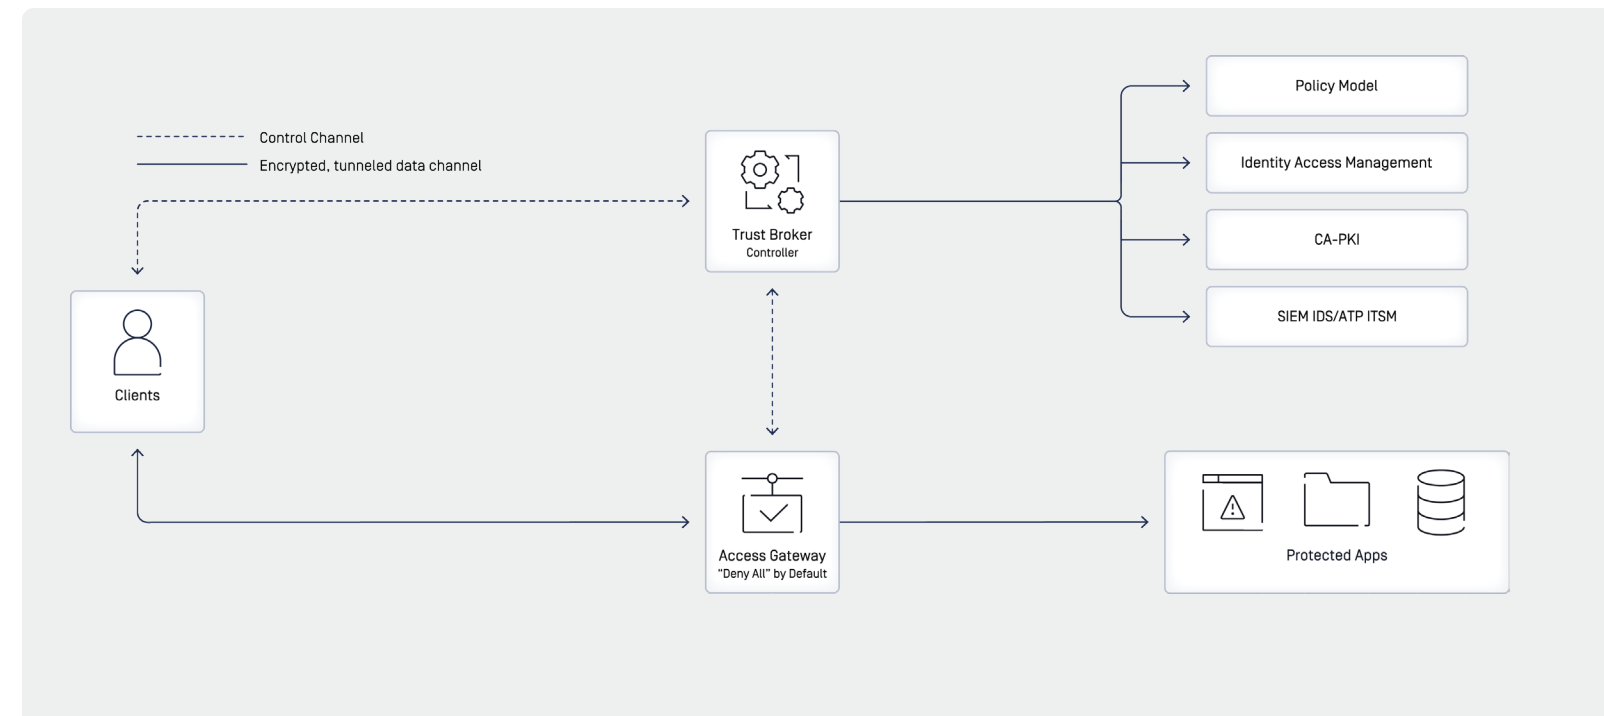 Control Channel
Encrypted, tunneled data channel
Clients
Trust Broker
Controller
Policy Model
Identity Access Management
CA-PKI
SIEM IDS/ATP ITSM
Access Gateway
“Deny All” by Default
Protected Apps